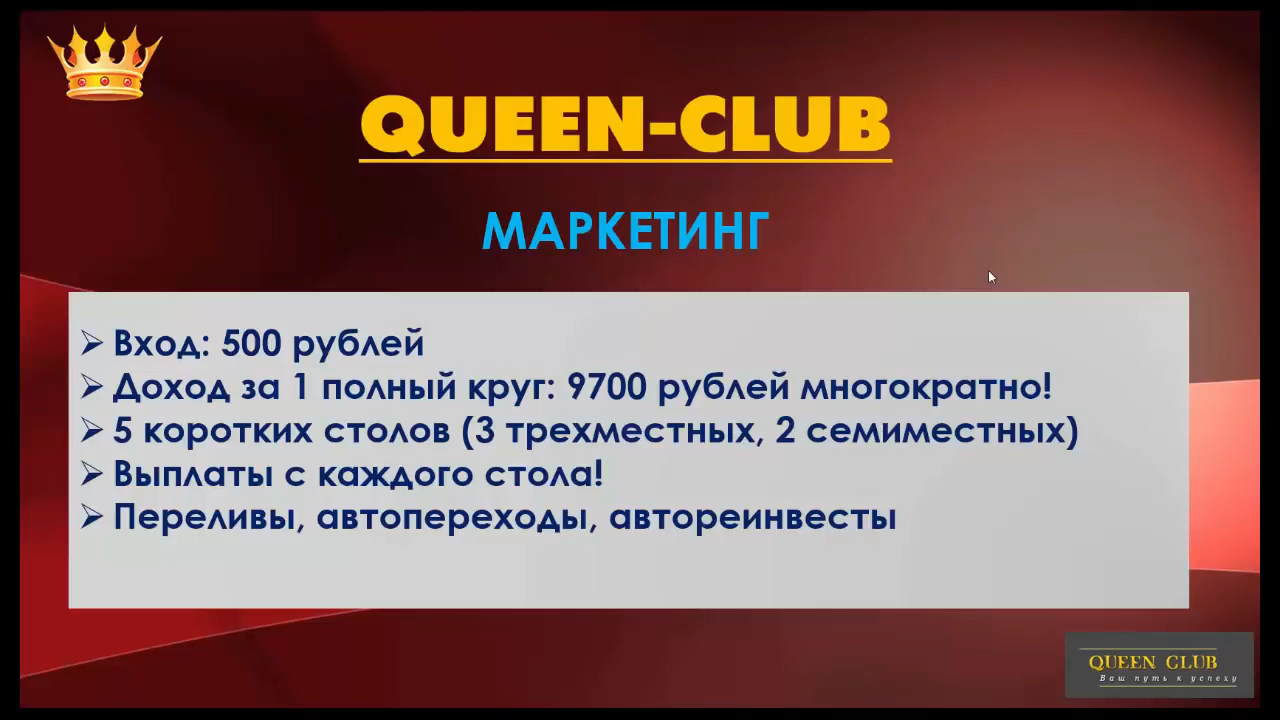 QUEEN-CLUB
МАРКЕТИНГ
Вход: 500 рублей
Доход за 1 полный круг: 9700 рублей многократно!
5 коротких столов (3 трехместных, 2 семиместных)
Выплаты с каждого стола!
Переливы, автопереходы, автореинвесты
QUEEN CLUB
Ваш путь к успеху